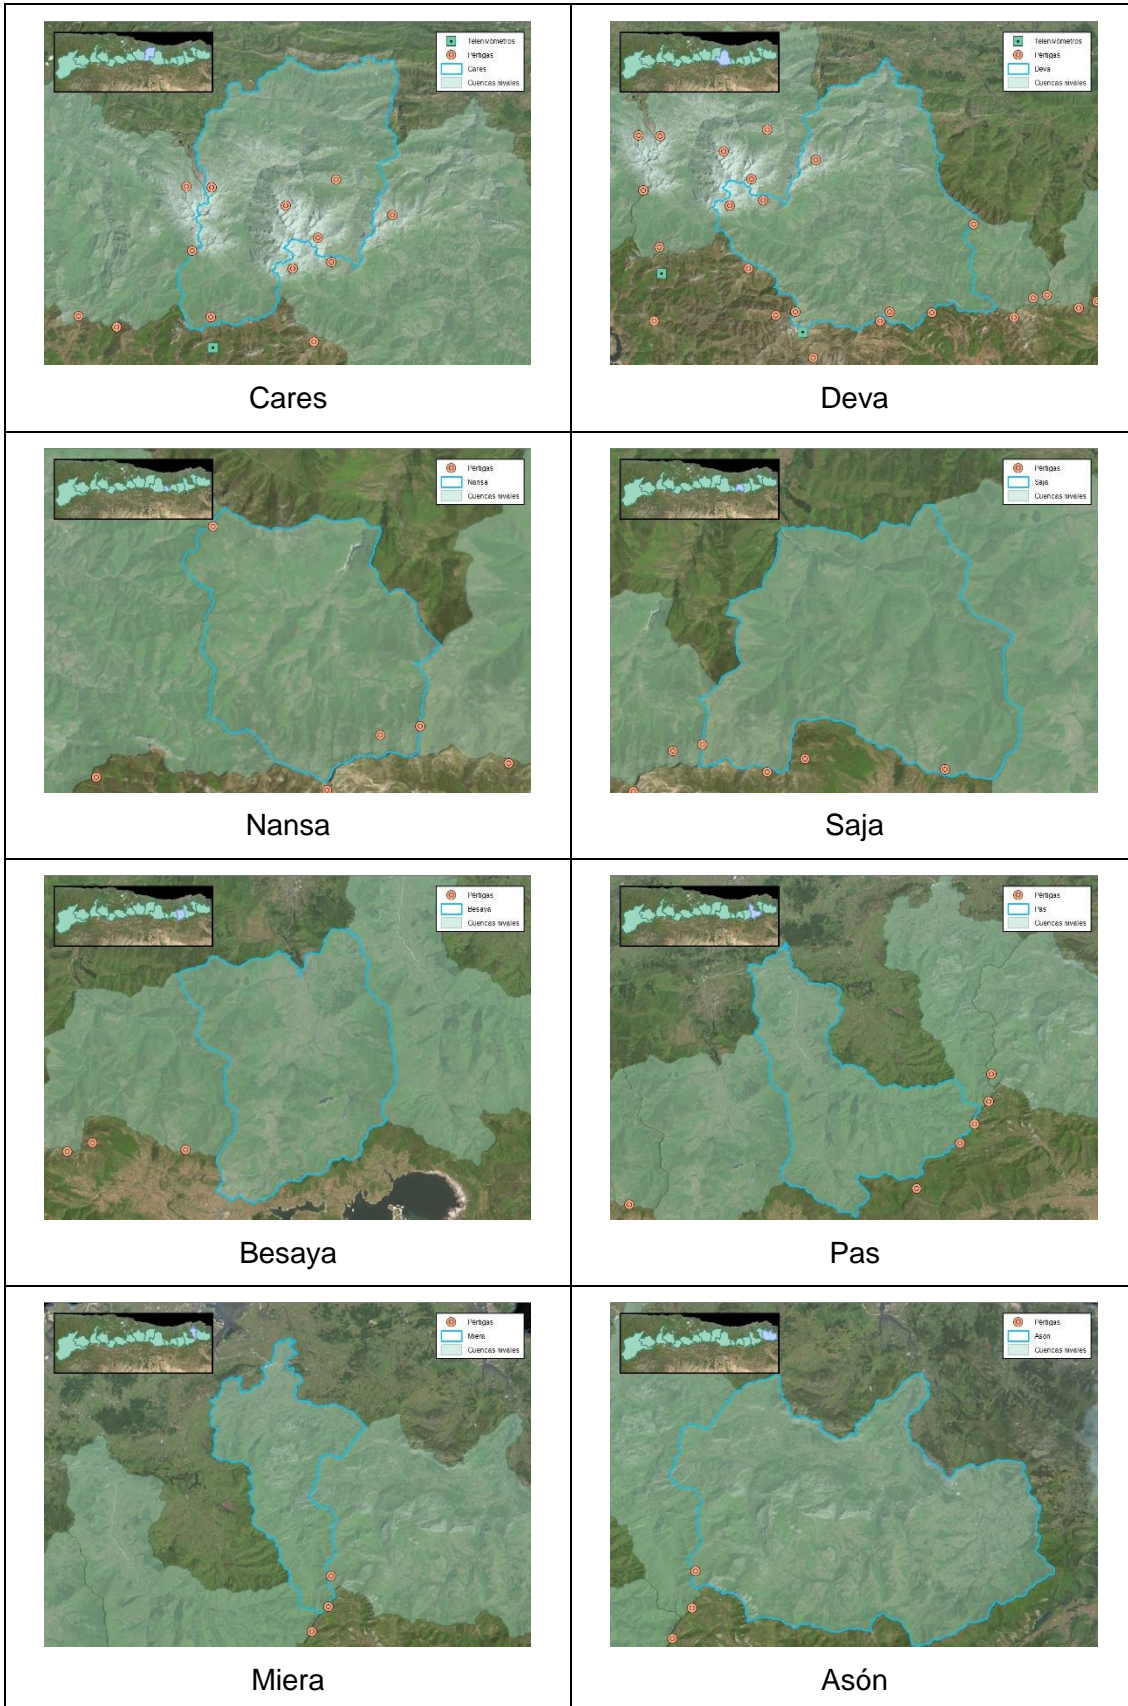 Telenivómetros
Pértigas
Cares
Cuencas nivales
Cares
Telenivómetros
Pértigas
Deva
Cuencas nivales
Deva
Pértigas
Nansa
Cuencas nivales
Nansa
Pértigas
Saja
Cuencas nivales
Saja
Pértigas
Besaya
Cuencas nivales
Besaya
Pértigas
Pas
Cuencas nivales
Pas
Pértigas
Miera
Cuencas nivales
Miera
Pértigas
Asón
Cuencas nivales
Asón